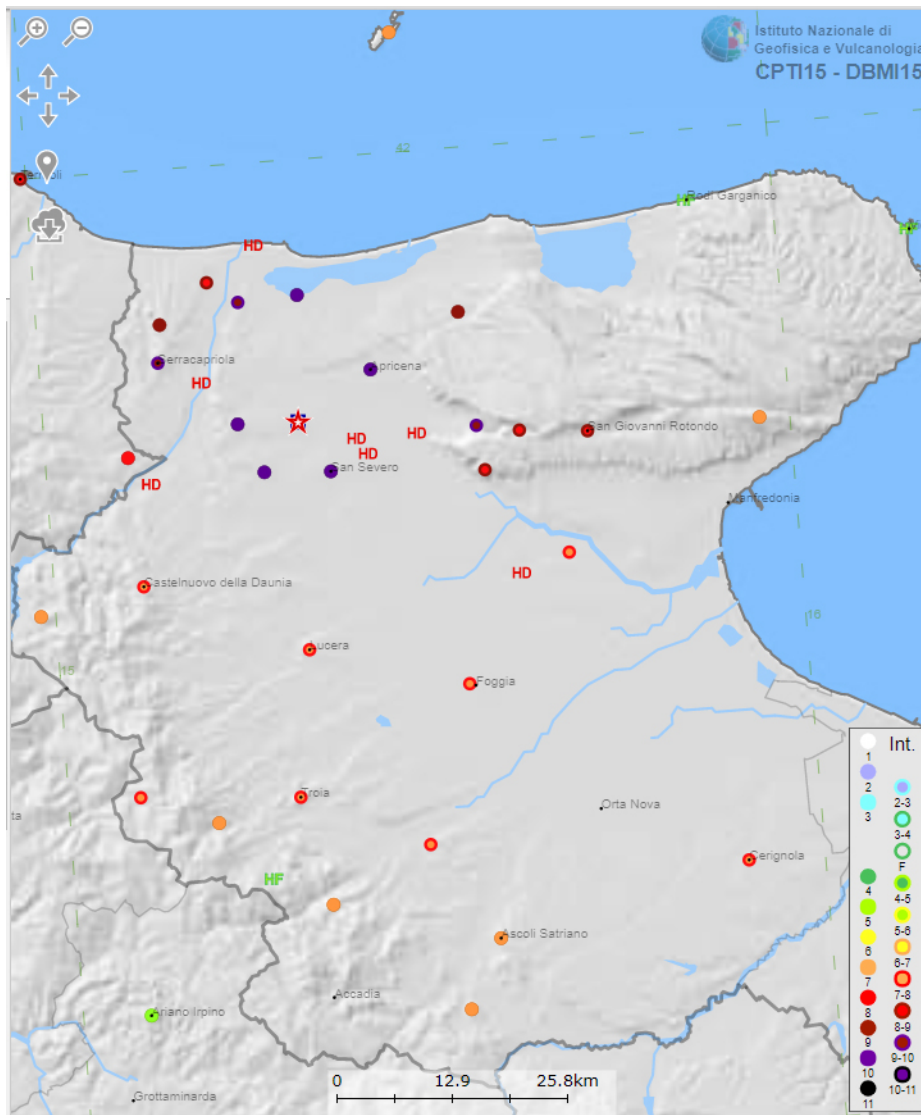 Istituto Nazionale di
Geofisica e Vulcanologia
CPTI15 - DBMI15
42
Rodi Garganico
HF
HF
HD
Serracapriola
Apricena
HD
San Giovanni Rotondo
HD
HD
HD
San Severo
HD
Manfredonia
HD
Castelnuovo della Daunia
16
Lucera
15
Foggia
Troia
Orta Nova
Cerignola
HF
Ascoli Satriano
Accadia
Ariano Irpino
Grottaminarda
0 12.9 25.8km
Int.
1
2
2-3
3
3-4
F
4
4-5
5
5-6
6
6-7
7
7-8
8
8-9
9
9-10
10
10-11
11